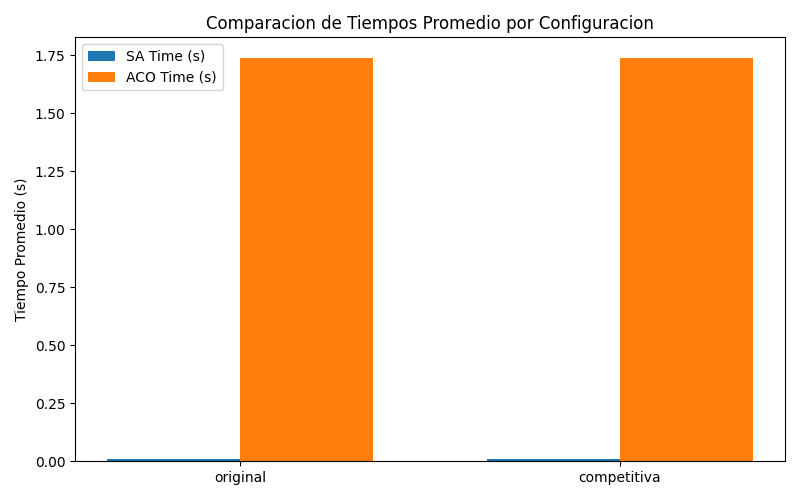 Comparacion de Tiempos Promedio por Configuracion
SA Time (s)
ACO Time (s)
Tiempo Promedio (s)
1.75
1.50
1.25
1.00
0.75
0.50
0.25
0.00
original
competitiva